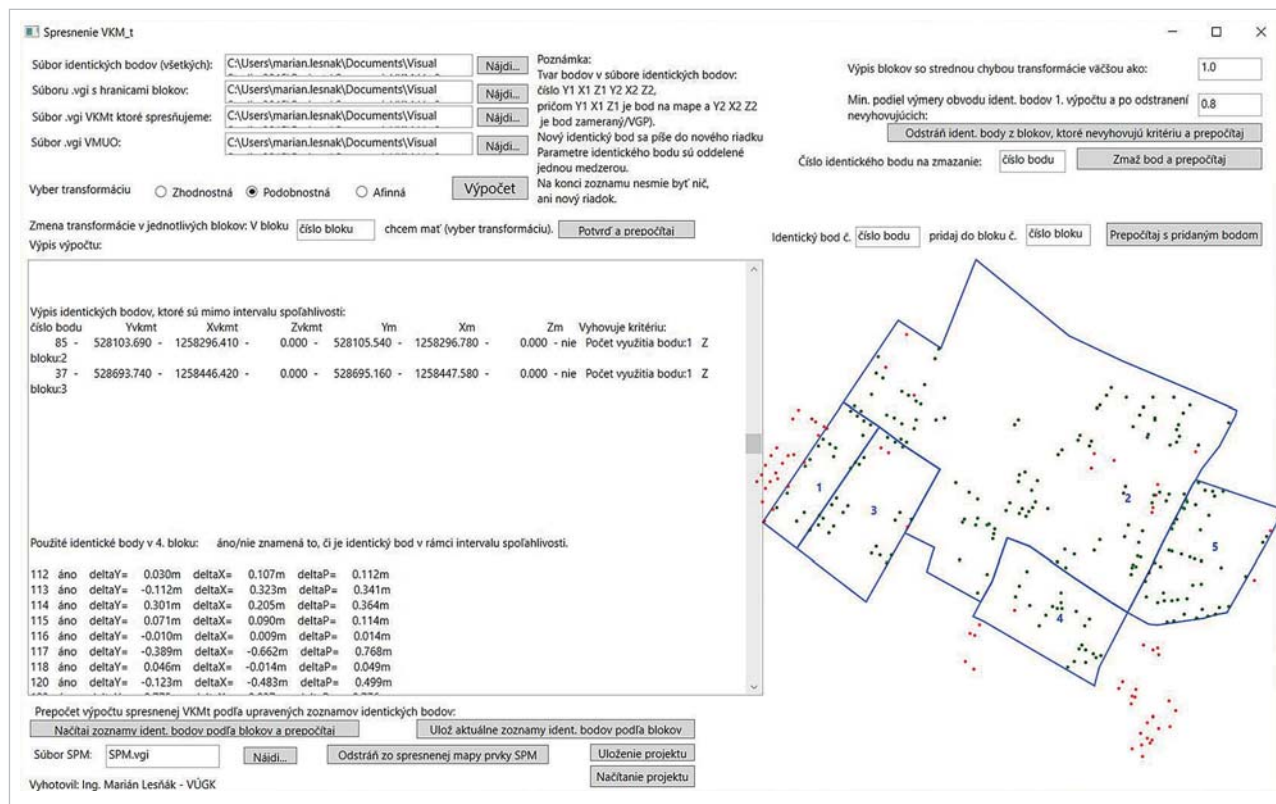 Spresnenie VKM_t
Súbor identických bodov (všetkých): C:\Users\marian.lesnak\Documents\Visual Nájdi...
Súboru .vgi s hranicami blokov: C:\Users\marian.lesnak\Documents\Visual Nájdi...
Súbor .vgi VKMt ktoré spresňujeme: C:\Users\marian.lesnak\Documents\Visual Nájdi...
Súbor .vgi VMUO: C:\Users\marian.lesnak\Documents\Visual Nájdi...
Vyber transformáciu Zhodnostná Podobnostná Afinná Výpočet
Poznámka:
Tvar bodov v súbore identických bodov:
číslo Y1 X1 Z1 Y2 X2 Z2,
pričom Y1 X1 Z1 je bod na mape a Y2 X2 Z2
je bod zameraný/VGP).
Nový identický bod sa píše do nového riadku
Parametre identického bodu sú oddelené
jednou medzerou.
Na konci zoznamu nesmie byť nič,
ani nový riadok.
Výpis blokov so strednou chybou transformácie väčšou ako: 1.0
Min. podiel výmery obvodu ident. bodov 1. výpočtu a po odstranení 0.8
nevyhovujúcich:
Odstráň ident. body z blokov, ktoré nevyhovujú kritériu a prepočítaj
Číslo identického bodu na zmazanie: číslo bodu Zmaž bod a prepočítaj
Zmena transformácie v jednotlivých blokov: V bloku číslo bloku chcem mať (vyber transformáciu). Potvrď a prepočítaj
Identický bod č. číslo bodu pridaj do bloku č. číslo bloku Prepočítaj s pridaným bodom
Výpis výpočtu:
Výpis identických bodov, ktoré sú mimo intervalu spoľahlivosti:
číslo bodu Yvkmt Xvkmt Zvkmt Ym Xm Zm Vyhovuje kritériu:
85 - 528103.690 - 1258296.410 - 0.000 - 528105.540 - 1258296.780 - 0.000 - nie Počet využitia bodu:1 Z
bloku:2
37 - 528693.740 - 1258446.420 - 0.000 - 528695.160 - 1258447.580 - 0.000 - nie Počet využitia bodu:1 Z
bloku:3
Použité identické body v 4. bloku: áno/nie znamená to, či je identický bod v rámci intervalu spoľahlivosti.
112 áno deltaY= 0.030m deltaX= 0.107m deltaP= 0.112m
113 áno deltaY= -0.112m deltaX= 0.323m deltaP= 0.341m
114 áno deltaY= 0.301m deltaX= 0.205m deltaP= 0.364m
115 áno deltaY= 0.071m deltaX= 0.090m deltaP= 0.114m
116 áno deltaY= -0.010m deltaX= 0.009m deltaP= 0.014m
117 áno deltaY= -0.389m deltaX= -0.662m deltaP= 0.768m
118 áno deltaY= 0.046m deltaX= -0.014m deltaP= 0.049m
120 áno deltaY= -0.123m deltaX= -0.483m deltaP= 0.499m
1
2
3
4
5
Prepočet výpočtu spresnenej VKMt podľa upravených zoznamov identických bodov:
Načítaj zoznamy ident. bodov podľa blokov a prepočítaj Ulož aktuálne zoznamy ident. bodov podľa blokov
Súbor SPM: SPM.vgi Nájdi... Odstráň zo spresnenej mapy prvky SPM Uloženie projektu
Načítanie projektu
Vyhotovil: Ing. Marián Lesňák - VÚGK